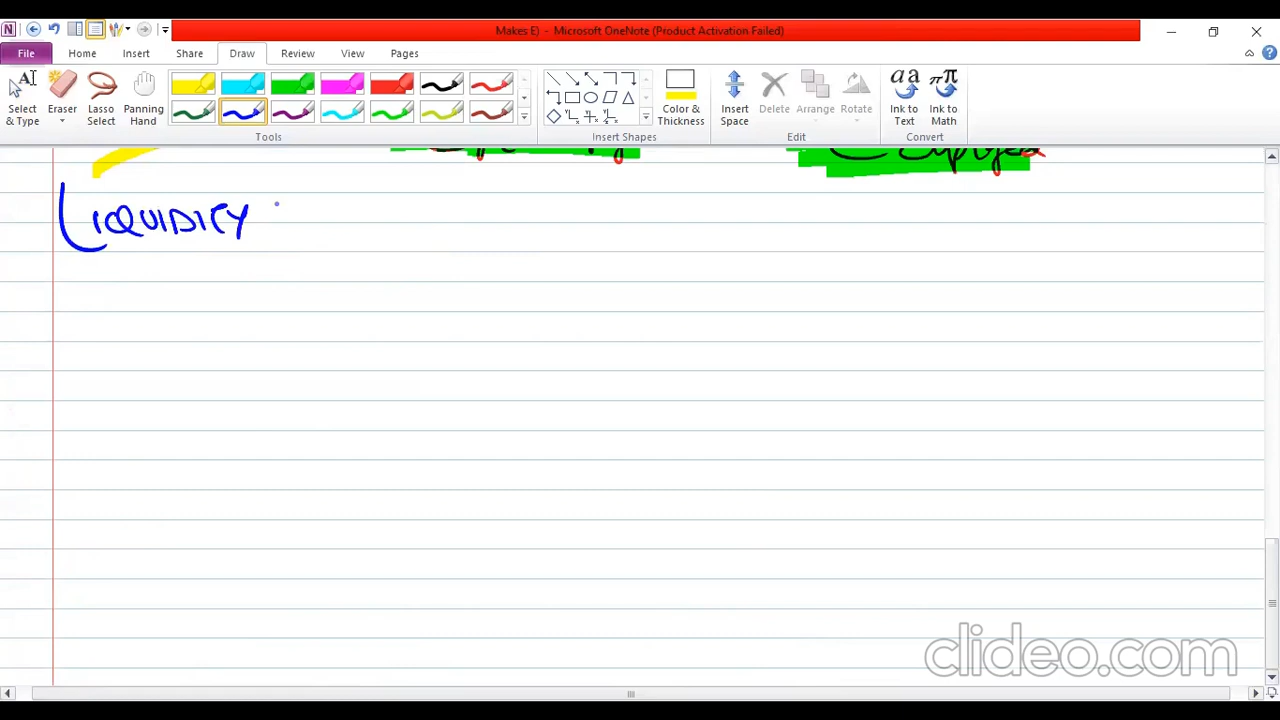 Makes E) - Microsoft OneNote (Product Activation Failed)
File Home Insert Share Draw Review View Pages
Select & Type
Eraser
Lasso Select
Panning Hand
Color & Thickness
Insert Space
Delete
Arrange
Rotate
Ink to Text
Ink to Math
Tools
Insert Shapes
Edit
Convert
LIQUIDITY
clideo.com